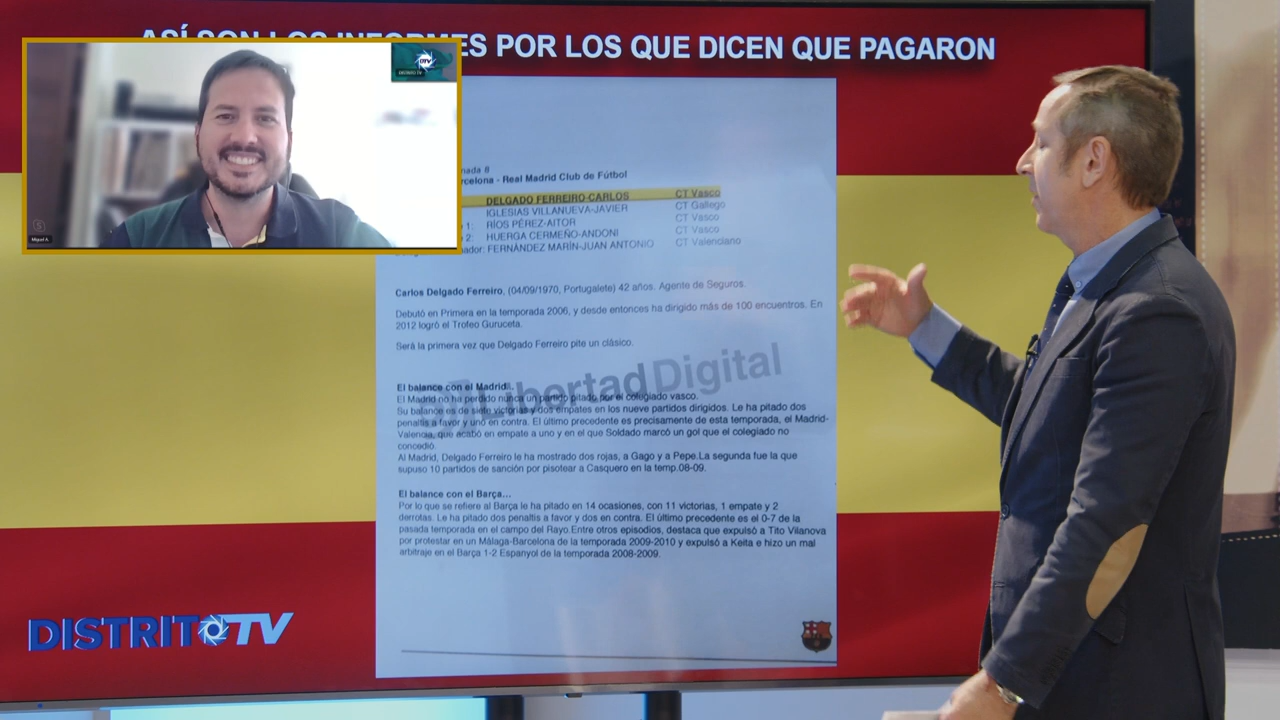 ASÍ SON LOS INFORMES POR LOS QUE DICEN QUE PAGARON
DISTRITO TV
Miguel A.
nada 8
rcelona - Real Madrid Club de Fútbol
DELGADO FERREIRO-CARLOS CT Vasco
IGLESIAS VILLANUEVA-JAVIER CT Gallego
1: RÍOS PÉREZ-AITOR CT Vasco
2: HUERGA CERMEÑO-ANDONI CT Vasco
nador: FERNÁNDEZ MARÍN-JUAN ANTONIO CT Valenciano
Carlos Delgado Ferreiro, (04/09/1970, Portugalete) 42 años. Agente de Seguros.
Debutó en Primera en la temporada 2006, y desde entonces ha dirigido más de 100 encuentros. En
2012 logró el Trofeo Guruceta.
Será la primera vez que Delgado Ferreiro pite un clásico.
LibertadDigital
El balance con el Madrid...
El Madrid no ha perdido nunca un partido pitado por el colegiado vasco.
Su balance es de siete victorias y dos empates en los nueve partidos dirigidos. Le ha pitado dos
penaltis a favor y uno en contra. El último precedente es precisamente de esta temporada, el Madrid-
Valencia, que acabó en empate a uno y en el que Soldado marcó un gol que el colegiado no
concedió.
Al Madrid, Delgado Ferreiro le ha mostrado dos rojas, a Gago y a Pepe.La segunda fue la que
supuso 10 partidos de sanción por pisotear a Casquero en la temp.08-09.
El balance con el Barça...
Por lo que se refiere al Barça le ha pitado en 14 ocasiones, con 11 victorias, 1 empate y 2
derrotas. Le ha pitado dos penaltis a favor y dos en contra. El último precedente es el 0-7 de la
pasada temporada en el campo del Rayo.Entre otros episodios, destaca que expulsó a Tito Vilanova
por protestar en un Málaga-Barcelona de la temporada 2009-2010 y expulsó a Keita e hizo un mal
arbitraje en el Barça 1-2 Espanyol de la temporada 2008-2009.
DISTRITOTV